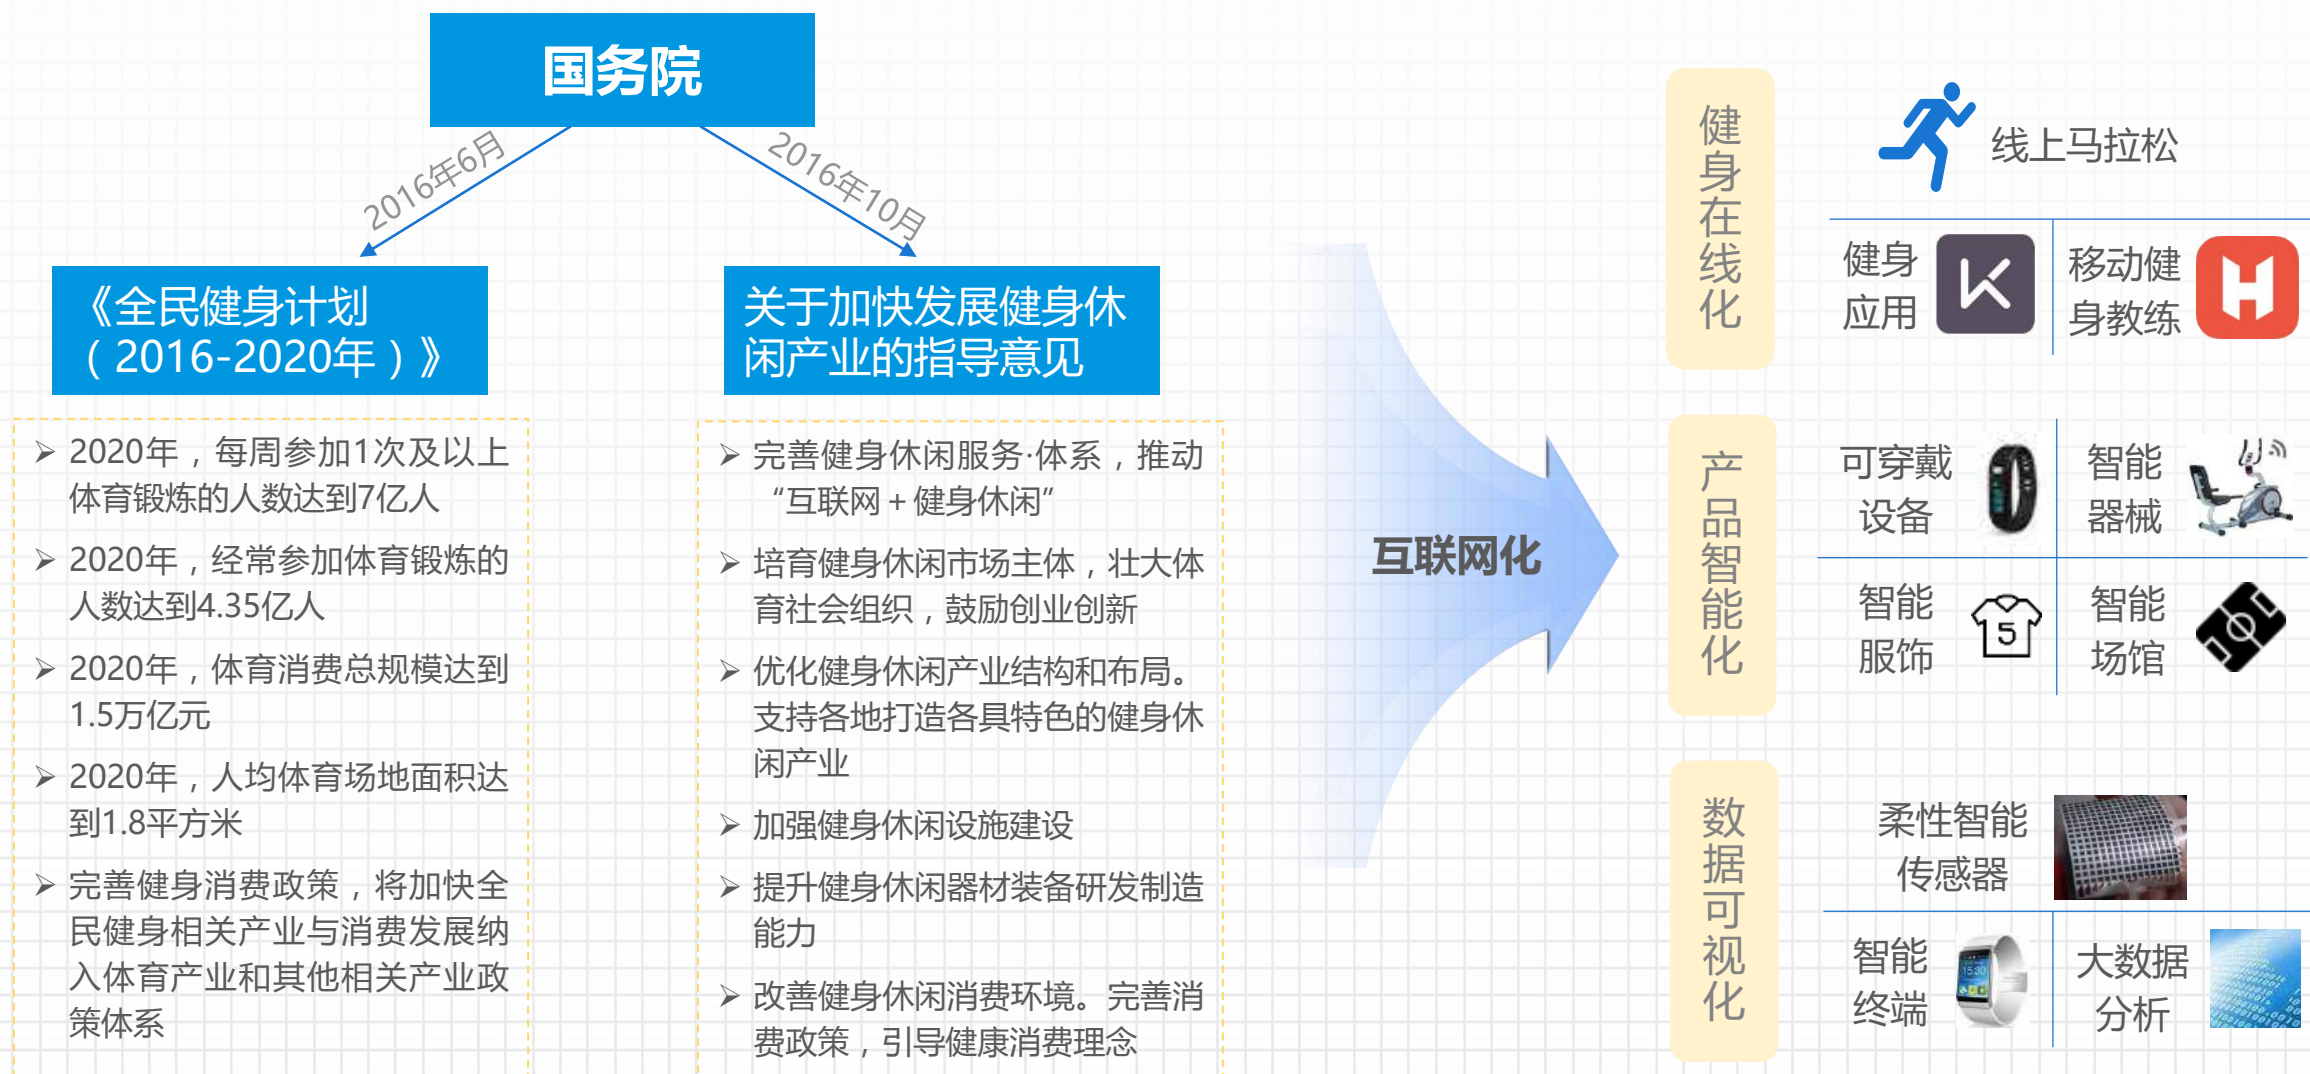 国务院
2016年6月
2016年10月
《全民健身计划
（2016-2020年）》
2020年，每周参加1次及以上
体育锻炼的人数达到7亿人
2020年，经常参加体育锻炼的
人数达到4.35亿人
2020年，体育消费总规模达到
1.5万亿元
2020年，人均体育场地面积达
到1.8平方米
完善健身消费政策，将加快全
民健身相关产业与消费发展纳
入体育产业和其他相关产业政
策体系
关于加快发展健身休
闲产业的指导意见
完善健身休闲服务·体系，推动
“互联网＋健身休闲”
培育健身休闲市场主体，壮大体
育社会组织，鼓励创业创新
优化健身休闲产业结构和布局。
支持各地打造各具特色的健身休
闲产业
加强健身休闲设施建设
提升健身休闲器材装备研发制造
能力
改善健身休闲消费环境。完善消
费政策，引导健康消费理念
互联网化
健身在线化
线上马拉松
健身
应用
K
移动健
身教练
H
产品智能化
可穿戴
设备
智能
器械
智能
服饰
5
智能
场馆
数据可视化
柔性智能
传感器
智能
终端
15:30
大数据
分析